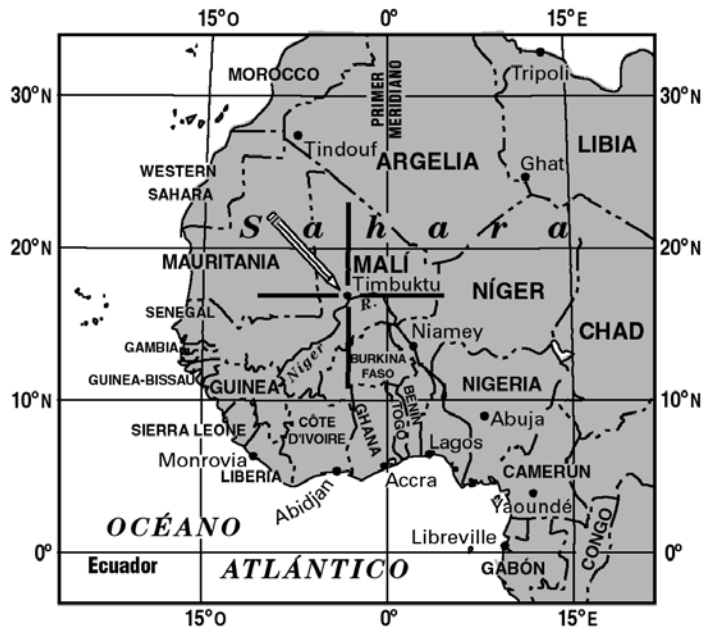 15°O 0° 15°E
MOROCCO
PRIMER
MERIDIANO
Tripoli
30°N 30°N
Tindouf
ARGELIA
LIBIA
Ghat
WESTERN
SAHARA
Sahara
20°N 20°N
MAURITANIA
MALÍ
Timbuktu
NÍGER
R.
Niger
SENEGAL
CHAD
Niamey
GAMBIA
BURKINA
FASO
GUINEA-BISSAU
GUINEA
NIGERIA
BENIN
10°N 10°N
TOGO
GHANA
Abuja
CÔTE
D'IVOIRE
SIERRA LEONE
Lagos
Monrovia
LIBERÍA
CAMERÚN
Abidjan
Accra
Yaoundé
OCÉANO
Libreville
CONGO
0° 0°
Ecuador
ATLÁNTICO
GABÓN
15°O 0° 15°E